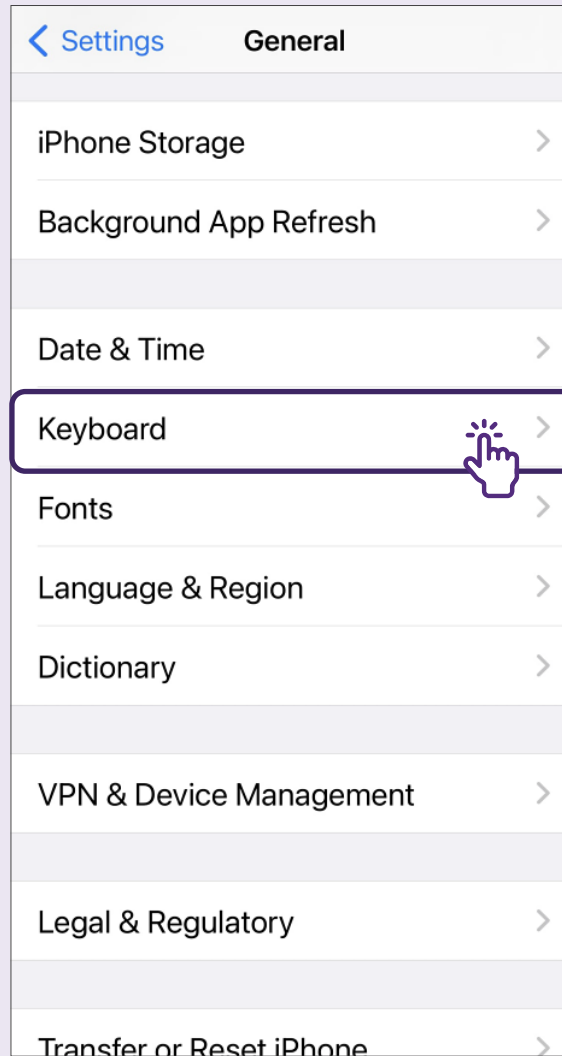 Settings General
iPhone Storage
Background App Refresh
Date & Time
Keyboard
Fonts
Language & Region
Dictionary
VPN & Device Management
Legal & Regulatory
Transfer or Reset iPhone